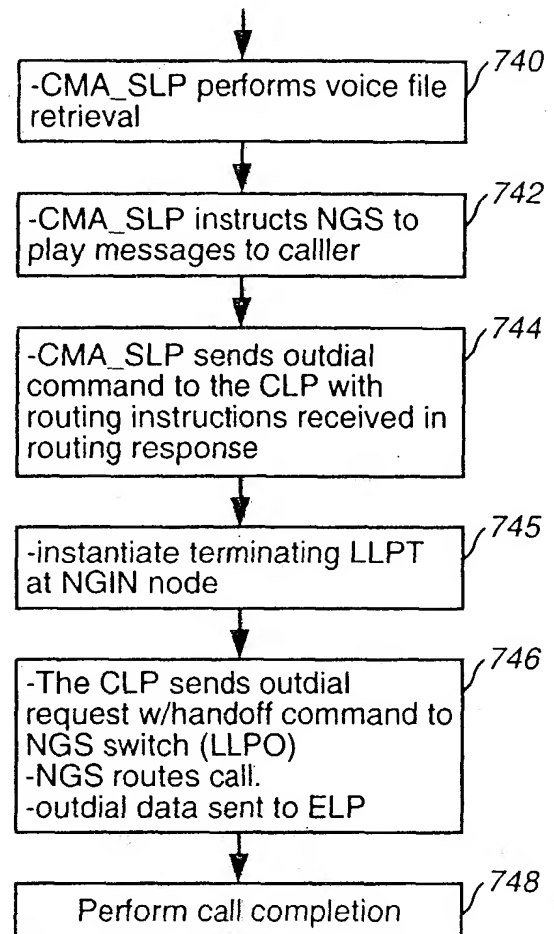 740
-CMA_SLP performs voice file
retrieval
742
-CMA_SLP instructs NGS to
play messages to calller
744
-CMA_SLP sends outdial
command to the CLP with
routing instructions received in
routing response
745
-instantiate terminating LLPT
at NGIN node
746
-The CLP sends outdial
request w/handoff command to
NGS switch (LLPO)
-NGS routes call.
-outdial data sent to ELP
748
Perform call completion